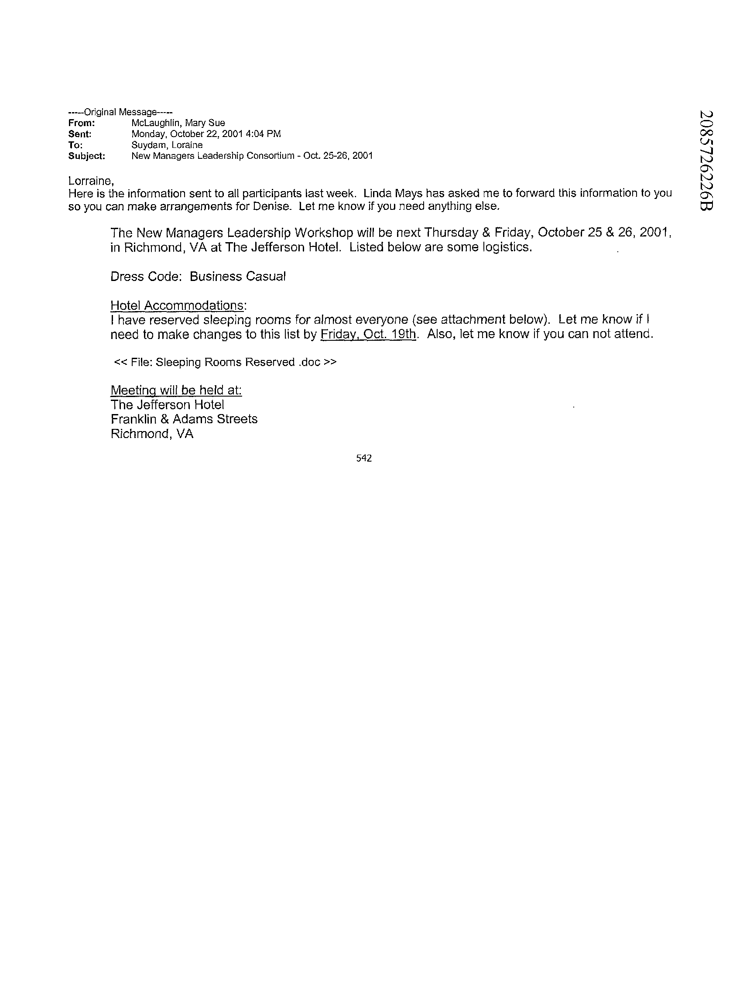 -----Original Message-----
From: McLaughlin, Mary Sue
Sent: Monday, October 22, 2001 4:04 PM
To: Suydam, Loraine
Subject: New Managers Leadership Consortium - Oct. 25-26, 2001
Lorraine,
Here is the information sent to all participants last week. Linda Mays has asked me to forward this information to you
so you can make arrangements for Denise. Let me know if you need anything else.
The New Managers Leadership Workshop will be next Thursday & Friday, October 25 & 26, 2001,
in Richmond, VA at The Jefferson Hotel. Listed below are some logistics.
Dress Code: Business Casual
Hotel Accommodations:
I have reserved sleeping rooms for almost everyone (see attachment below). Let me know if I
need to make changes to this list by Friday, Oct. 19th. Also, let me know if you can not attend.
<< File: Sleeping Rooms Reserved .doc >>
Meeting will be held at:
The Jefferson Hotel
Franklin & Adams Streets
Richmond, VA
542
2085726226B